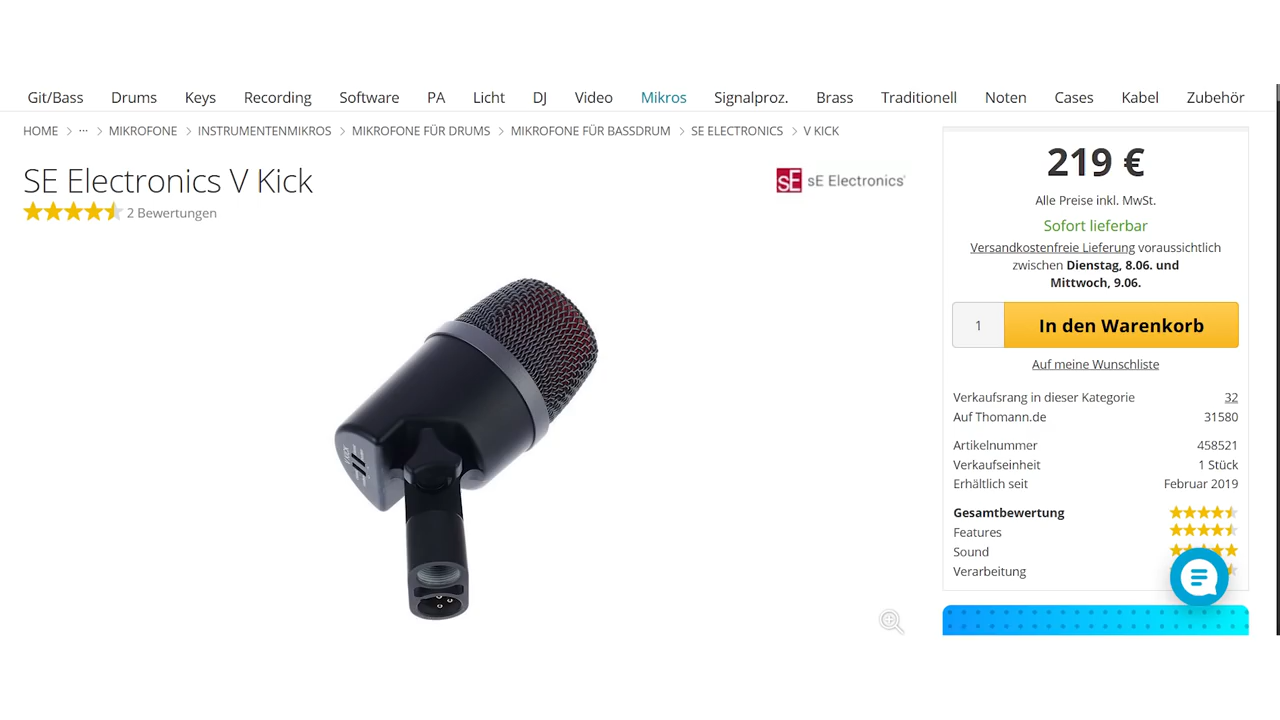 Git/Bass Drums Keys Recording Software PA Licht DJ Video Mikros Signalproz. Brass Traditionell Noten Cases Kabel Zubehör
HOME > ··· > MIKROFONE > INSTRUMENTENMIKROS > MIKROFONE FÜR DRUMS > MIKROFONE FÜR BASSDRUM > SE ELECTRONICS > V KICK
SE Electronics V Kick
2 Bewertungen
sE sE Electronics®
219 €
Alle Preise inkl. MwSt.
Sofort lieferbar
Versandkostenfreie Lieferung voraussichtlich
zwischen Dienstag, 8.06. und
Mittwoch, 9.06.
1 In den Warenkorb
Auf meine Wunschliste
Verkaufsrang in dieser Kategorie 32
Auf Thomann.de 31580
Artikelnummer 458521
Verkaufseinheit 1 Stück
Erhältlich seit Februar 2019
Gesamtbewertung
Features
Sound
Verarbeitung